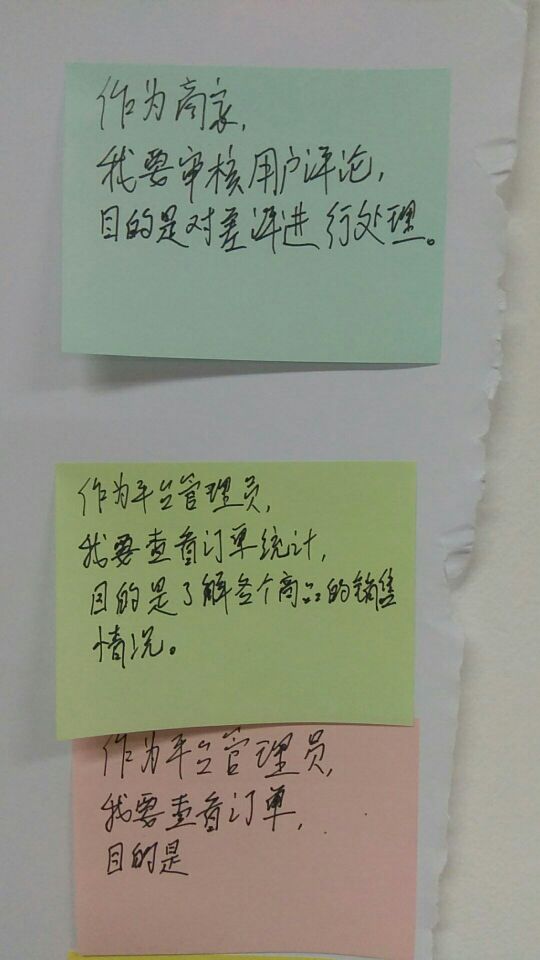 作为商家,
我要审核用户评论,
目的是对差评进行处理。
作为平台管理员,
我要查看订单统计,
目的是了解各个商品的销售
情况。
作为平台管理员,
我要查看订单,
目的是